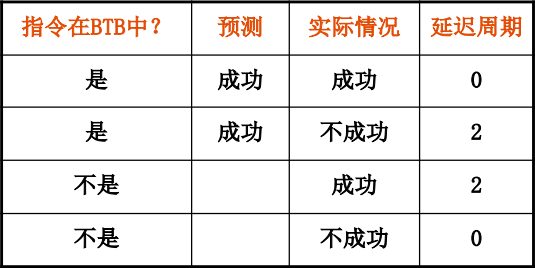 指令在BTB中? 预测 实际情况 延迟周期
是 成功 成功 0
是 成功 不成功 2
不是 成功 2
不是 不成功 0